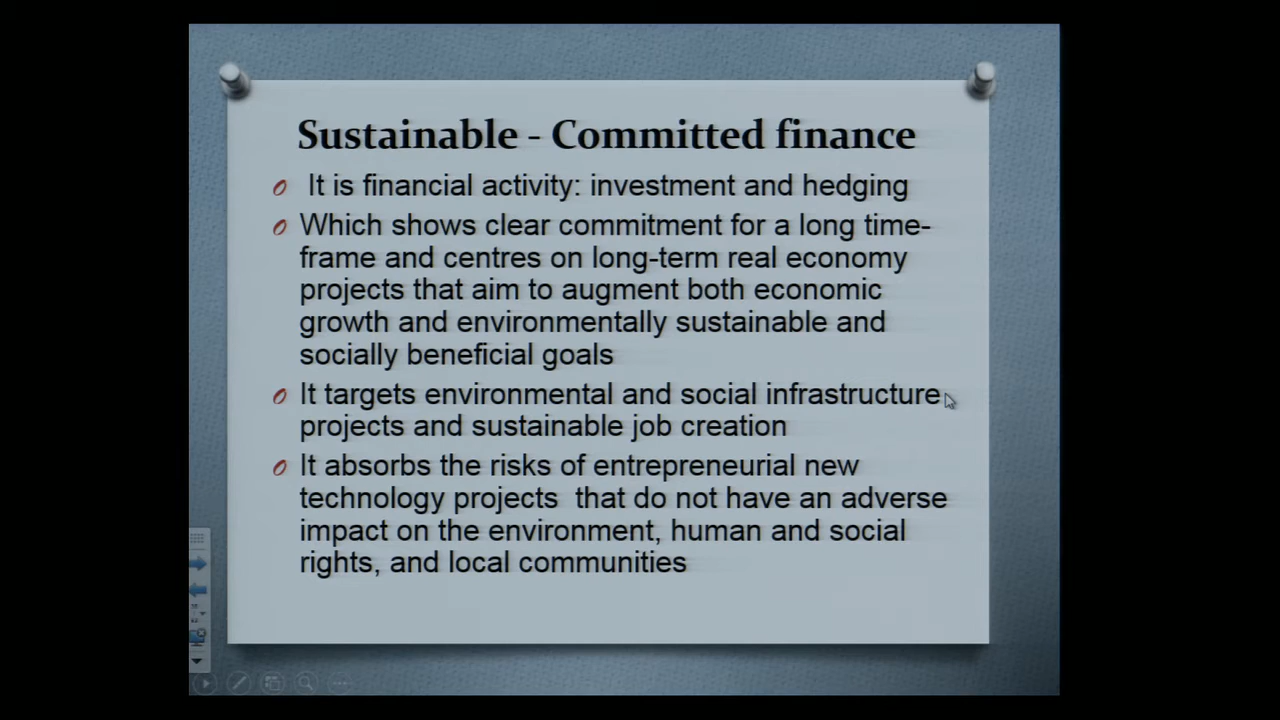 Sustainable - Committed finance
It is financial activity: investment and hedging
Which shows clear commitment for a long time-
frame and centres on long-term real economy
projects that aim to augment both economic
growth and environmentally sustainable and
socially beneficial goals
It targets environmental and social infrastructure
projects and sustainable job creation
It absorbs the risks of entrepreneurial new
technology projects that do not have an adverse
impact on the environment, human and social
rights, and local communities